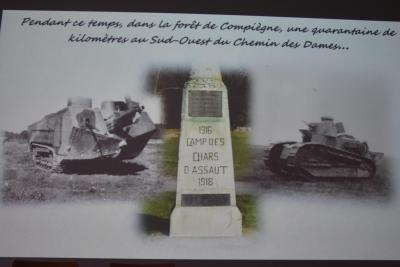 Pendant ce temps, dans la forêt de Compiègne, une quarantaine de
kilomètres au Sud-Ouest du Chemin des Dames...
1916
CAMP DES
CHARS
D'ASSAUT
1918